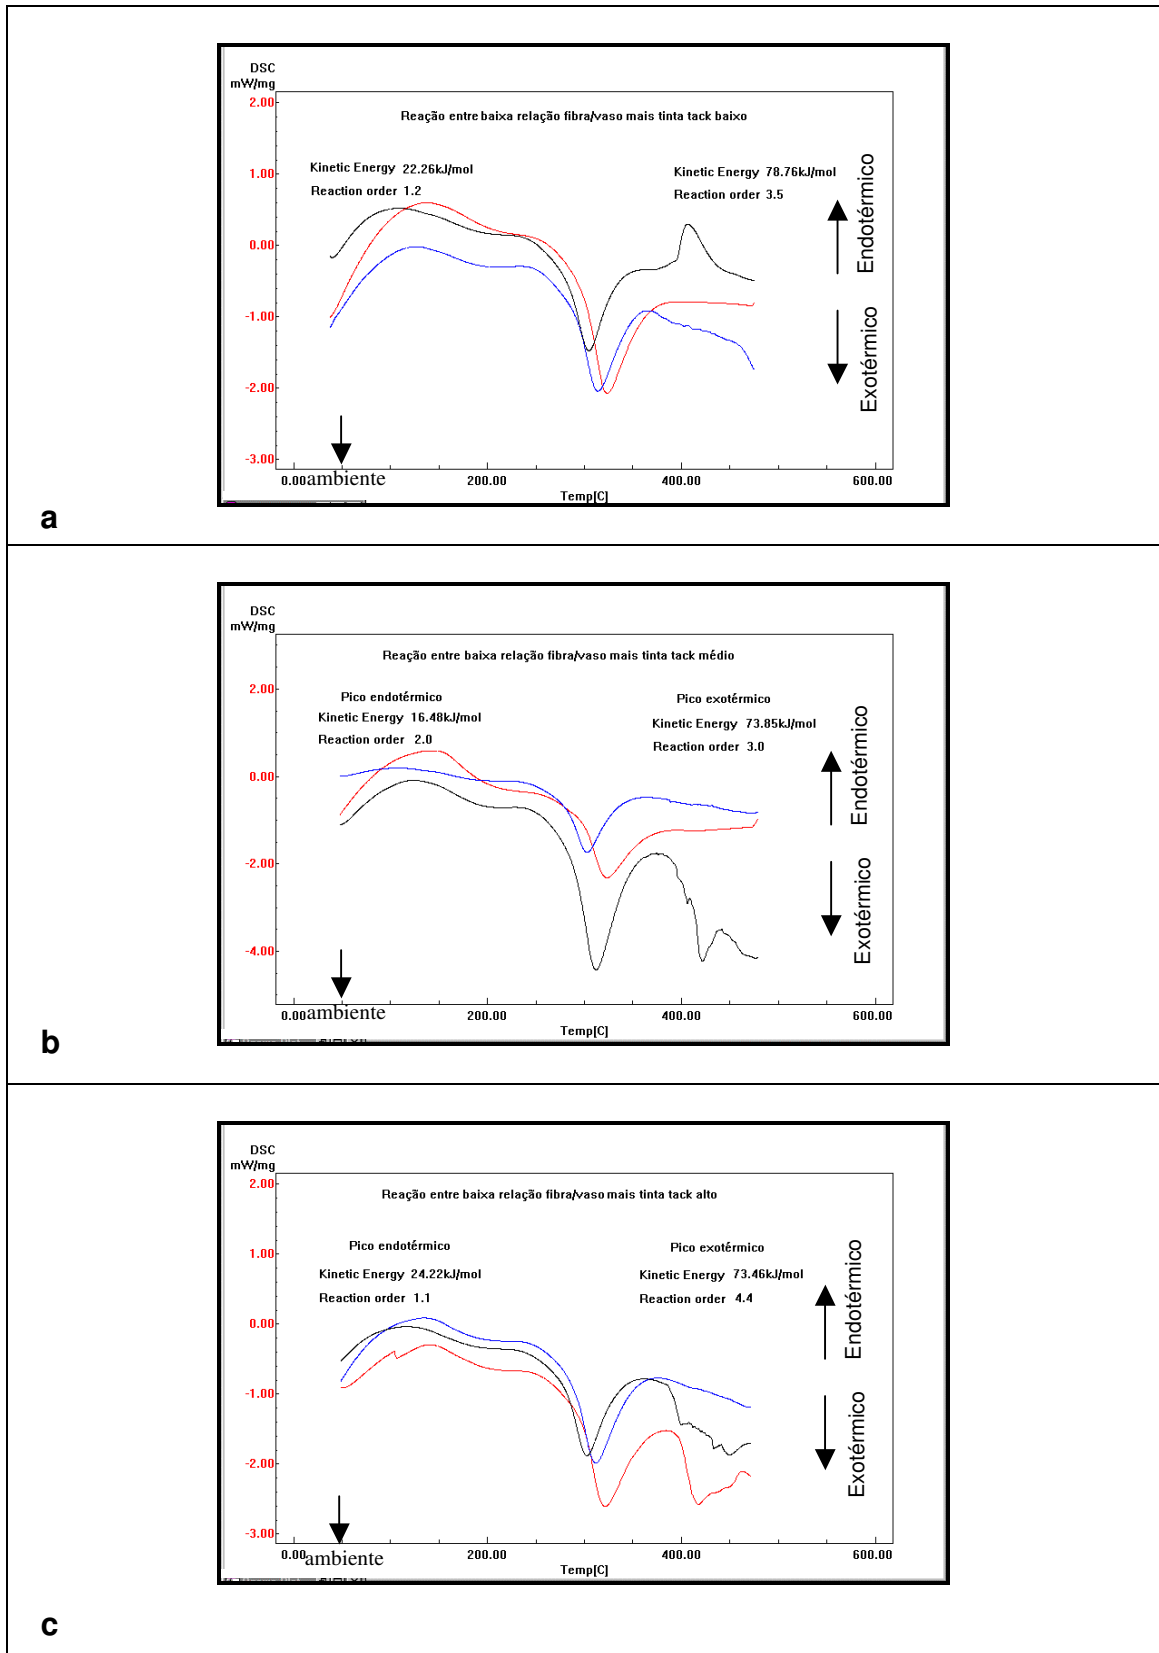 DSC
mW/mg
2.00
Reação entre baixa relação fibra/vaso mais tinta tack baixo
1.00
Kinetic Energy 22.26kJ/mol
Reaction order 1.2
Kinetic Energy 78.76kJ/mol
Reaction order 3.5
Endotérmico
0.00
-1.00
Exotérmico
-2.00
-3.00
0.00 ambiente 200.00 400.00 600.00
Temp[C]
a
DSC
mW/mg
Reação entre baixa relação fibra/vaso mais tinta tack médio
2.00
Pico endotérmico
Kinetic Energy 16.48kJ/mol
Reaction order 2.0
Pico exotérmico
Kinetic Energy 73.85kJ/mol
Reaction order 3.0
Endotérmico
0.00
-2.00
Exotérmico
-4.00
0.00 ambiente 200.00 400.00 600.00
Temp[C]
b
DSC
mW/mg
2.00
Reação entre baixa relação fibra/vaso mais tinta tack alto
1.00
Pico endotérmico
Kinetic Energy 24.22kJ/mol
Reaction order 1.1
Pico exotérmico
Kinetic Energy 73.46kJ/mol
Reaction order 4.4
Endotérmico
0.00
-1.00
Exotérmico
-2.00
-3.00
0.00 ambiente 200.00 400.00 600.00
Temp[C]
c